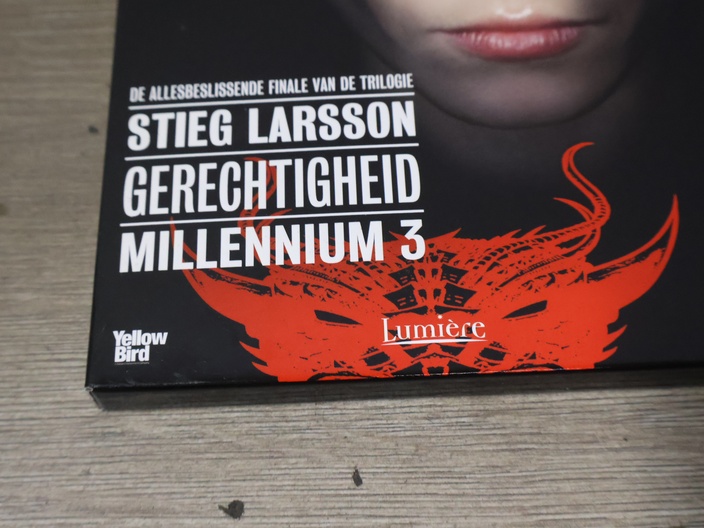 DE ALLESBESLISSENDE FINALE VAN DE TRILOGIE
STIEG LARSSON
GERECHTIGHEID
MILLENNIUM 3
Lumière
Yellow
Bird